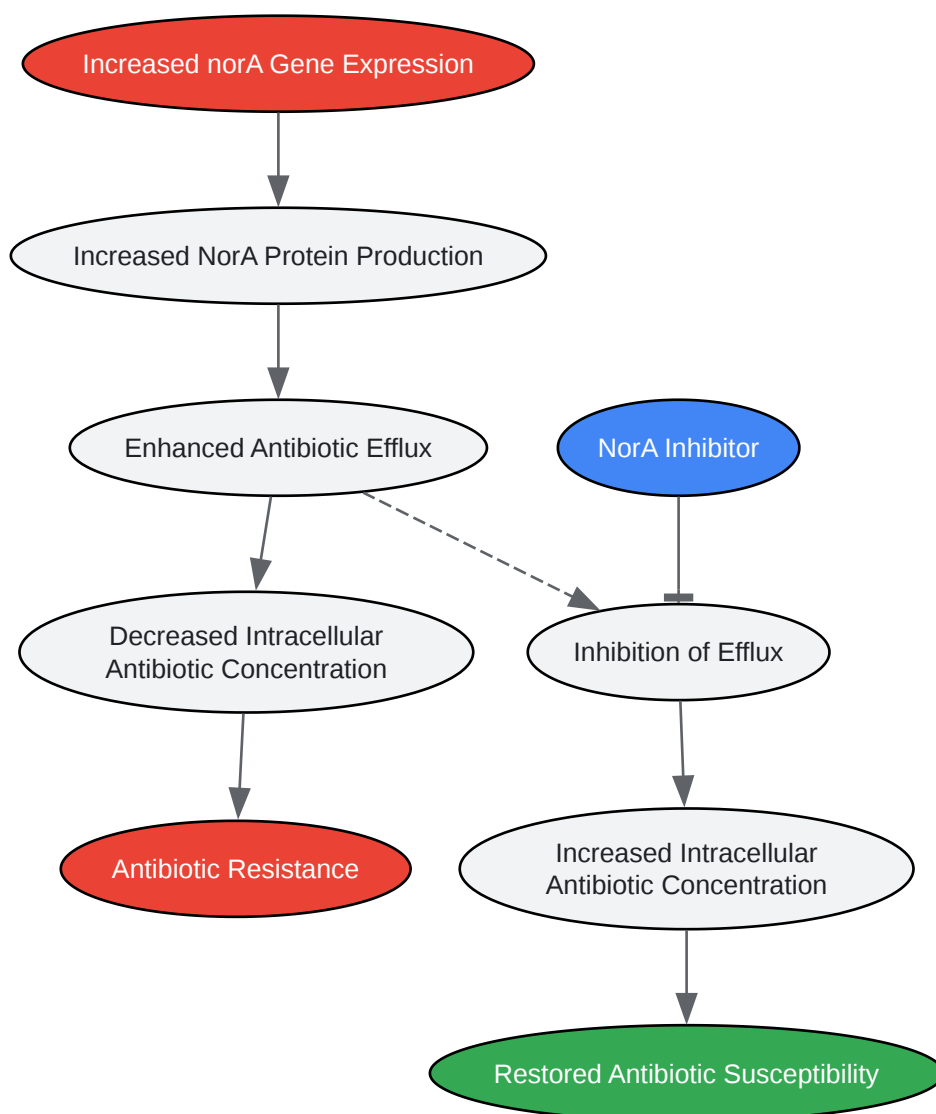 Increased norA Gene Expression
Increased NorA Protein Production
Enhanced Antibiotic Efflux
NorA Inhibitor
Decreased Intracellular
Antibiotic Concentration
Inhibition of Efflux
Antibiotic Resistance
Increased Intracellular
Antibiotic Concentration
Restored Antibiotic Susceptibility